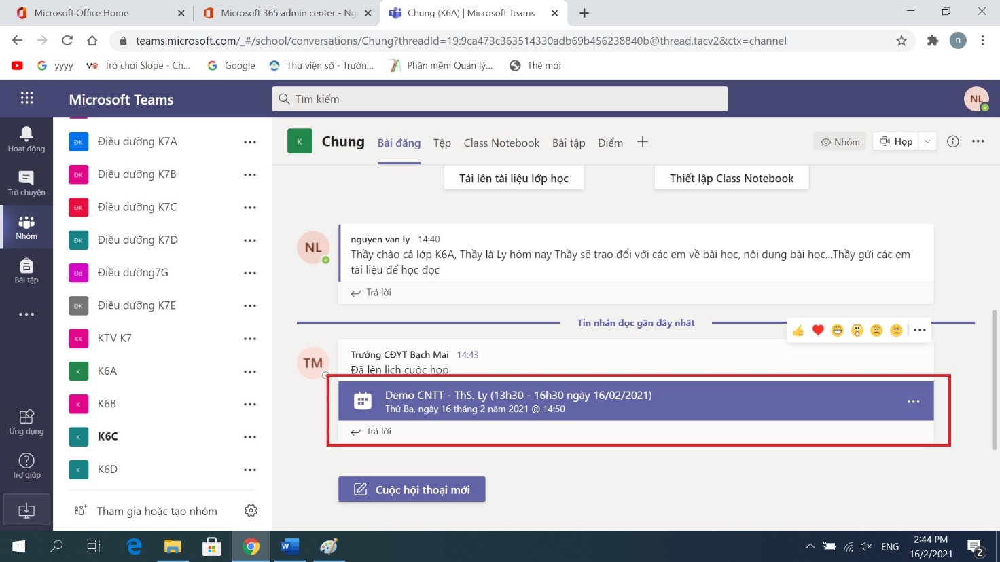 Microsoft Office Home
Microsoft 365 admin center - Ng
Chung (K6A) | Microsoft Teams
teams.microsoft.com/_#/school/conversations/Chung?threadId=19:9ca473c363514330adb69b456238840b@thread.tacv2&ctx=channel
n
yyyy
Trò chơi Slope - Ch...
Google
Thư viện số - Trườn...
Phần mềm Quản lý...
Thẻ mới
Microsoft Teams
Tìm kiếm
NL
Hoạt động
Trò chuyện
Nhóm
Bài tập
Ứng dụng
Trợ giúp
ĐK Điều dưỡng K7A
ĐK Điều dưỡng K7B
ĐK Điều dưỡng K7C
ĐK Điều dưỡng K7D
Đd Điều dưỡng7G
ĐK Điều dưỡng K7E
KK KTV K7
K K6A
K K6B
K K6C
K K6D
Tham gia hoặc tạo nhóm
K Chung
Bài đăng
Tệp
Class Notebook
Bài tập
Điểm
Nhóm
Họp
Tải lên tài liệu lớp học
Thiết lập Class Notebook
NL
nguyen van ly 14:40
Thầy chào cả lớp K6A, Thầy là Ly hôm nay Thầy sẽ trao đổi với các em về bài học, nội dung bài học...Thầy gửi các em
tài liệu để học đọc
Trả lời
Tin nhắn đọc gần đây nhất
TM
Trường CĐYT Bạch Mai 14:43
Đã lên lịch cuộc họp
Demo CNTT - ThS. Ly (13h30 - 16h30 ngày 16/02/2021)
Thứ Ba, ngày 16 tháng 2 năm 2021 @ 14:50
Trả lời
Cuộc hội thoại mới
ENG
2:44 PM
16/2/2021
2